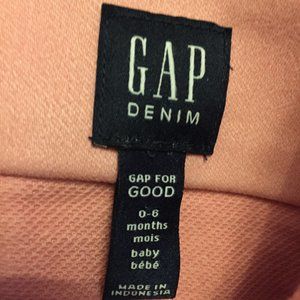 GAP
DENIM
GAP FOR
GOOD
0-6
months
mois
baby
bébé
MADE IN
INDONESIA